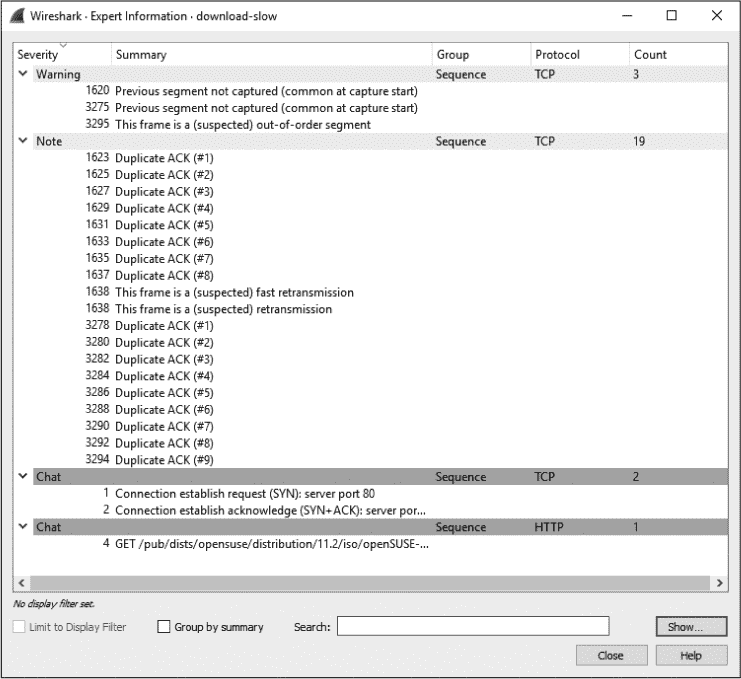 Wireshark · Expert Information · download-slow
Severity Summary Group Protocol Count
Warning Sequence TCP 3
1620 Previous segment not captured (common at capture start)
3275 Previous segment not captured (common at capture start)
3295 This frame is a (suspected) out-of-order segment
Note Sequence TCP 19
1623 Duplicate ACK (#1)
1625 Duplicate ACK (#2)
1627 Duplicate ACK (#3)
1629 Duplicate ACK (#4)
1631 Duplicate ACK (#5)
1633 Duplicate ACK (#6)
1635 Duplicate ACK (#7)
1637 Duplicate ACK (#8)
1638 This frame is a (suspected) fast retransmission
1638 This frame is a (suspected) retransmission
3278 Duplicate ACK (#1)
3280 Duplicate ACK (#2)
3282 Duplicate ACK (#3)
3284 Duplicate ACK (#4)
3286 Duplicate ACK (#5)
3288 Duplicate ACK (#6)
3290 Duplicate ACK (#7)
3292 Duplicate ACK (#8)
3294 Duplicate ACK (#9)
Chat Sequence TCP 2
1 Connection establish request (SYN): server port 80
2 Connection establish acknowledge (SYN+ACK): server por...
Chat Sequence HTTP 1
4 GET /pub/dists/opensuse/distribution/11.2/iso/openSUSE-...
No display filter set.
Limit to Display Filter Group by summary Search: Show...
Close Help